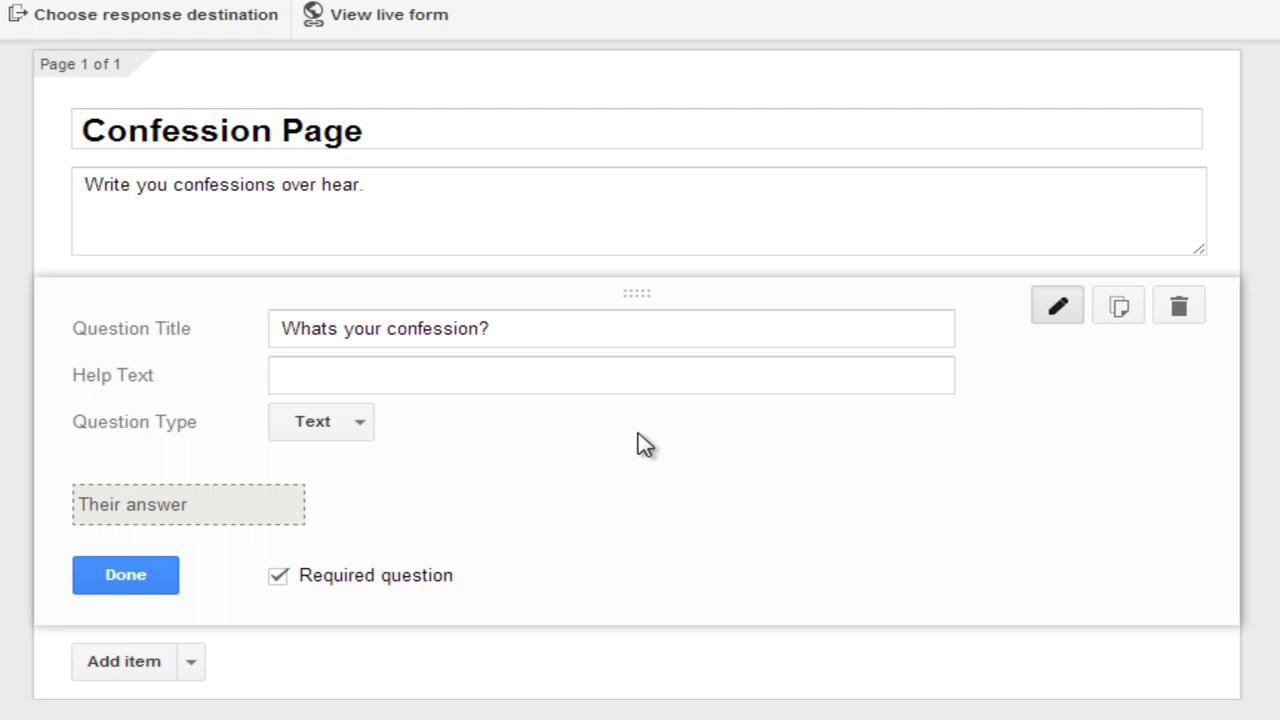 Choose response destination View live form
Page 1 of 1
Confession Page
Write you confessions over hear.
Question Title Whats your confession?
Help Text
Question Type Text
Their answer
Done Required question
Add item